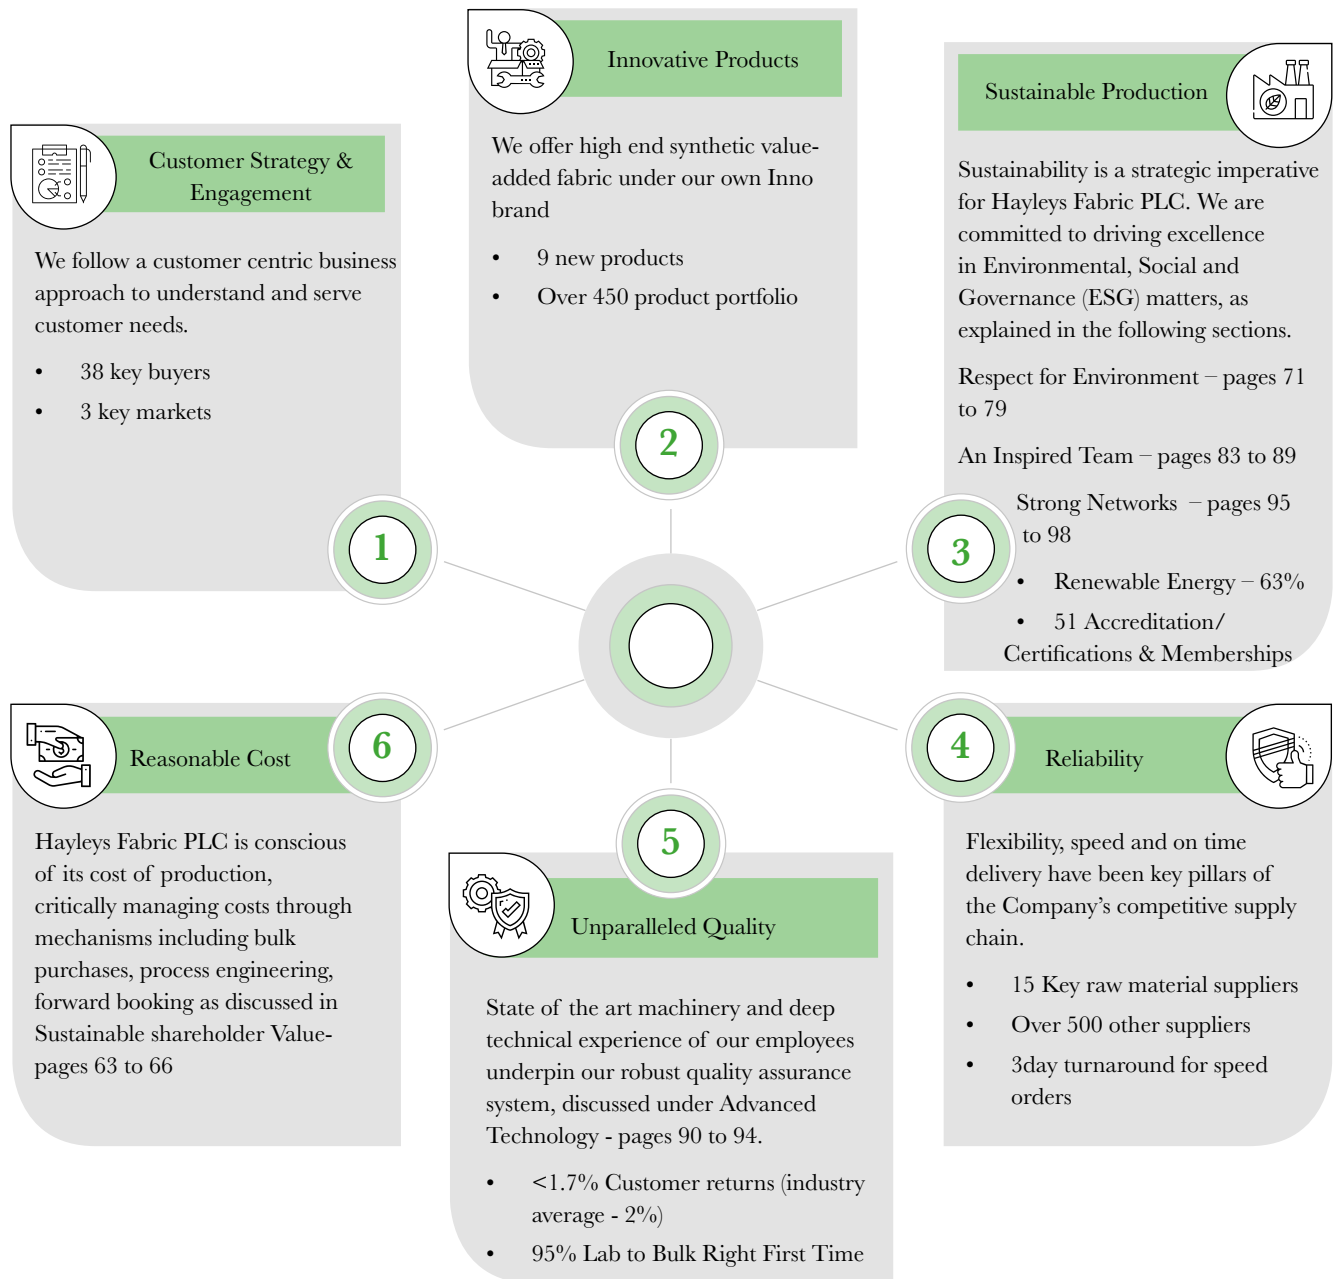 Customer Strategy &
Engagement
We follow a customer centric business
approach to understand and serve
customer needs.
• 38 key buyers
• 3 key markets
1
Innovative Products
We offer high end synthetic value-
added fabric under our own Inno
brand
• 9 new products
• Over 450 product portfolio
2
Sustainable Production
Sustainability is a strategic imperative
for Hayleys Fabric PLC. We are
committed to driving excellence
in Environmental, Social and
Governance (ESG) matters, as
explained in the following sections.
Respect for Environment – pages 71
to 79
An Inspired Team – pages 83 to 89
Strong Networks – pages 95
to 98
• Renewable Energy – 63%
• 51 Accreditation/
Certifications & Memberships
3
4
Reliability
Flexibility, speed and on time
delivery have been key pillars of
the Company’s competitive supply
chain.
• 15 Key raw material suppliers
• Over 500 other suppliers
• 3day turnaround for speed
orders
5
Unparalleled Quality
State of the art machinery and deep
technical experience of our employees
underpin our robust quality assurance
system, discussed under Advanced
Technology - pages 90 to 94.
• <1.7% Customer returns (industry
average - 2%)
• 95% Lab to Bulk Right First Time
6
Reasonable Cost
Hayleys Fabric PLC is conscious
of its cost of production,
critically managing costs through
mechanisms including bulk
purchases, process engineering,
forward booking as discussed in
Sustainable shareholder Value-
pages 63 to 66